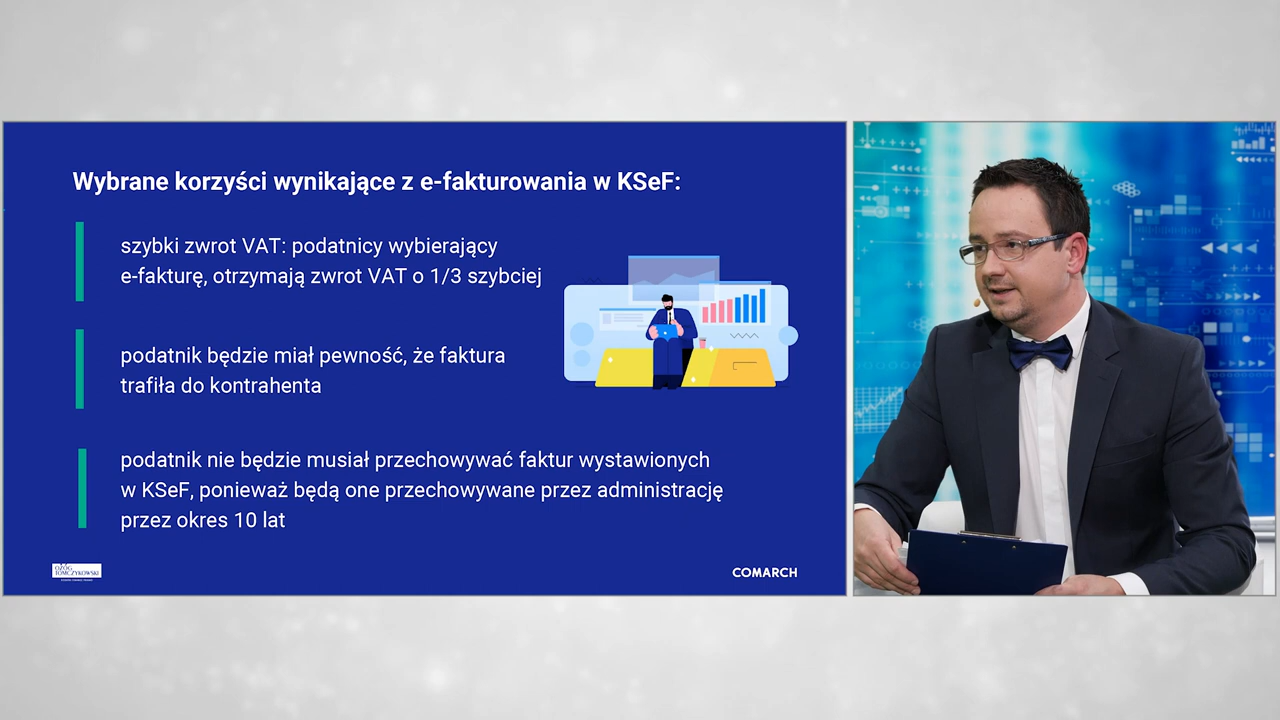 Wybrane korzyści wynikające z e-fakturowania w KSeF:
szybki zwrot VAT: podatnicy wybierający
e-fakturę, otrzymają zwrot VAT o 1/3 szybciej
podatnik będzie miał pewność, że faktura
trafiła do kontrahenta
podatnik nie będzie musiał przechowywać faktur wystawionych
w KSeF, ponieważ będą one przechowywane przez administrację
przez okres 10 lat
OŻÓG
TOMCZYKOWSKI
COMARCH